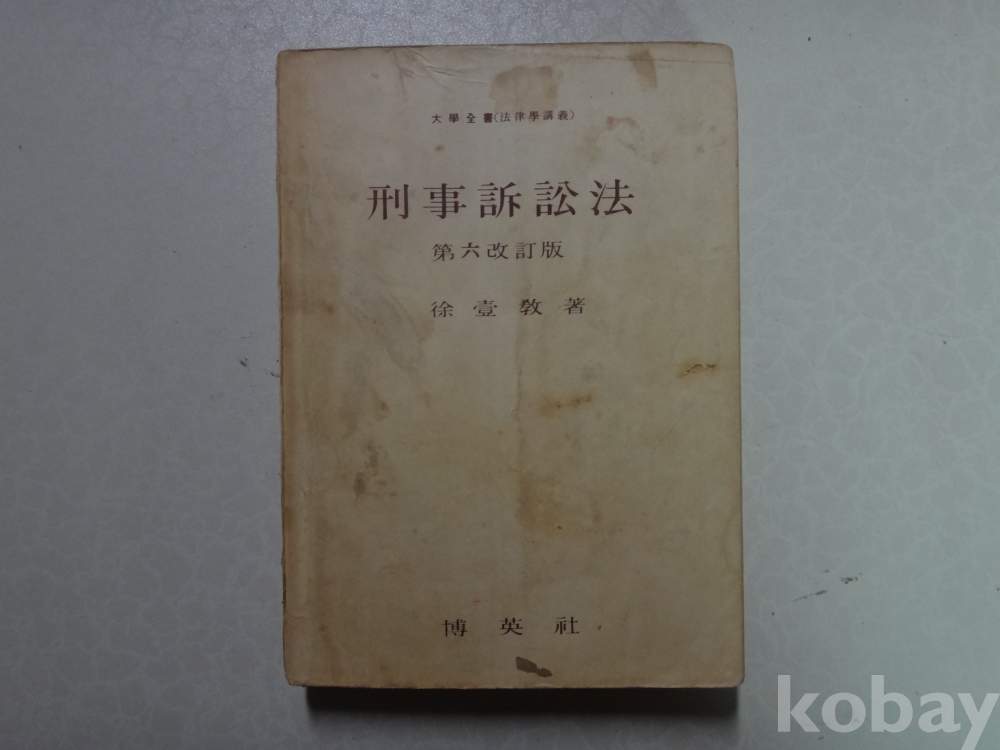 大學全書(法律學講義)
刑事訴訟法
第六改訂版
徐壹敎著
博英社
kobay